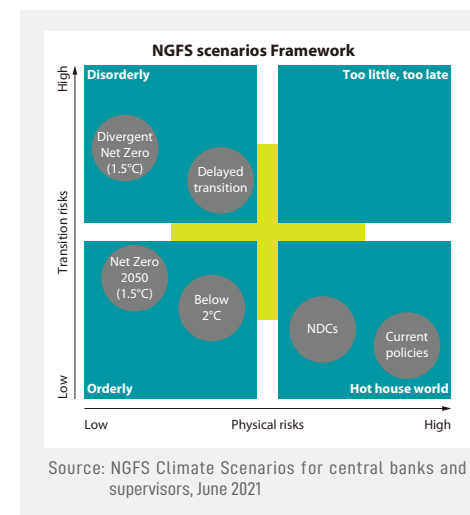 NGFS scenarios Framework
High
Disorderly
Too little, too late
Divergent
Net Zero
(1.5°C)
Delayed
transition
Transition risks
Net Zero
2050
(1.5°C)
Below
2°C
NDCs
Current
policies
Low
Orderly
Hot house world
Low
Physical risks
High
Source: NGFS Climate Scenarios for central banks and
supervisors, June 2021